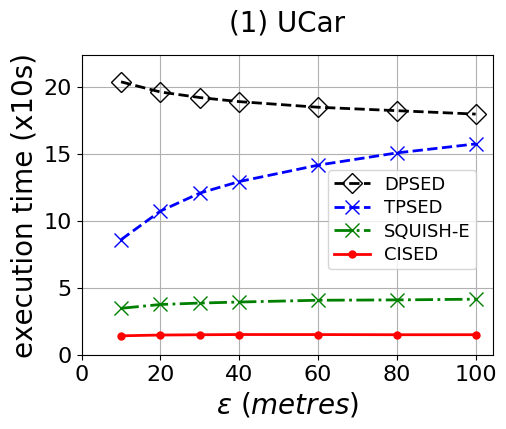 (1) UCar
execution time (x10s)
20
15
10
5
0
DPSED
TPSED
SQUISH-E
CISED
0 20 40 60 80 100
ε (metres)